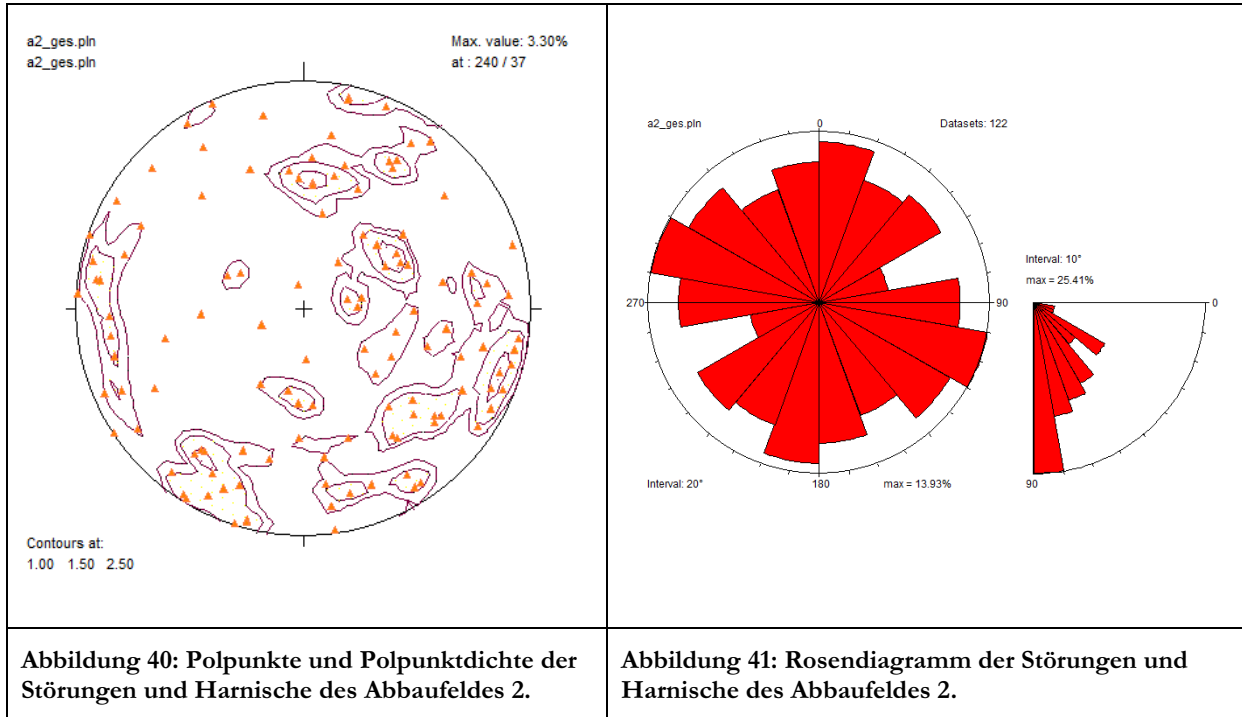 a2_ges.pln
a2_ges.pln
Max. value: 3.30%
at : 240 / 37
Contours at:
1.00 1.50 2.50
a2_ges.pln
Datasets: 122
0
270
90
180
Interval: 20°
max = 13.93%
Interval: 10°
max = 25.41%
0
90
Abbildung 40: Polpunkte und Polpunktdichte der
Störungen und Harnische des Abbaufeldes 2.
Abbildung 41: Rosendiagramm der Störungen und
Harnische des Abbaufeldes 2.